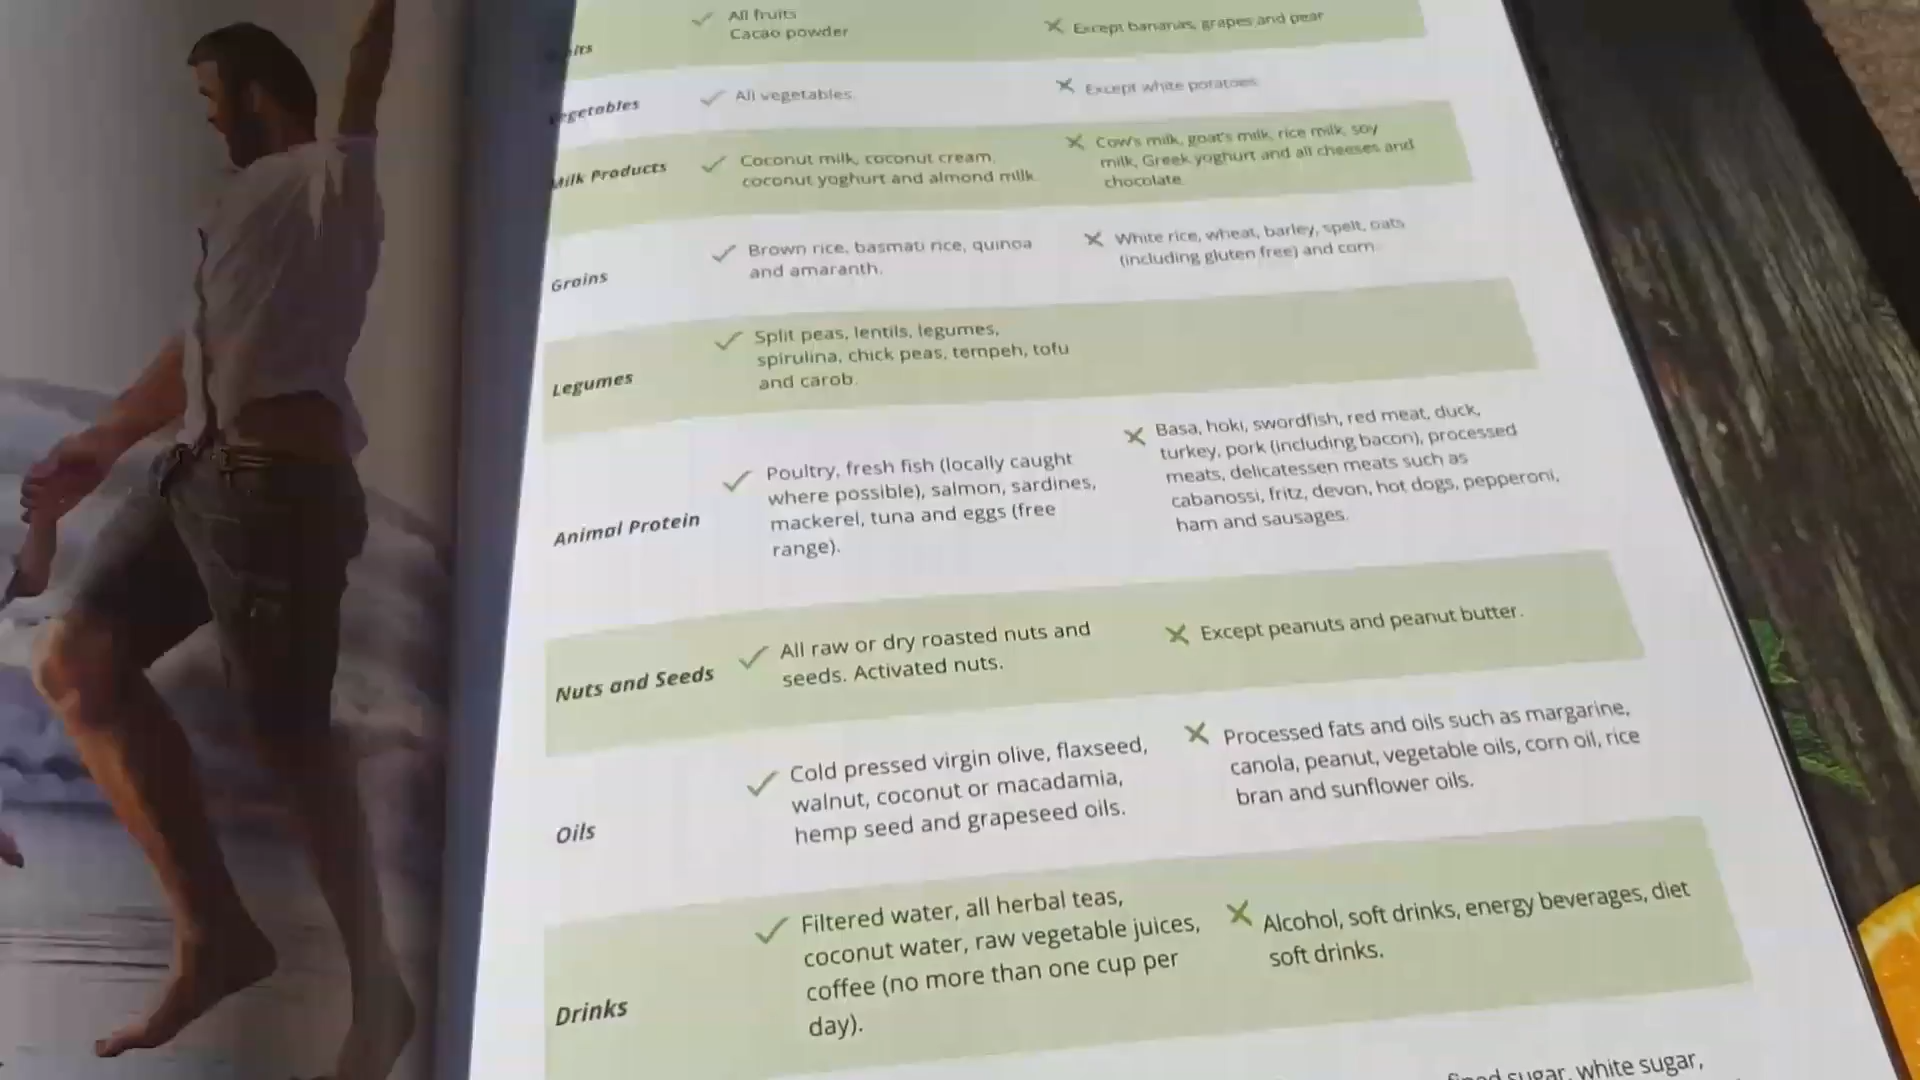 All fruits
Cacao powder
Except bananas, grapes and pear
Vegetables
All vegetables.
Except white potatoes.
Milk Products
Coconut milk, coconut cream,
coconut yoghurt and almond milk.
Cow's milk, goat's milk, rice milk, soy
milk, Greek yoghurt and all cheeses and
chocolate.
Grains
Brown rice, basmati rice, quinoa
and amaranth.
White rice, wheat, barley, spelt, oats
(including gluten free) and corn.
Legumes
Split peas, lentils, legumes,
spirulina, chick peas, tempeh, tofu
and carob.
Animal Protein
Poultry, fresh fish (locally caught
where possible), salmon, sardines,
mackerel, tuna and eggs (free
range).
Basa, hoki, swordfish, red meat, duck,
turkey, pork (including bacon), processed
meats, delicatessen meats such as
cabanossi, fritz, devon, hot dogs, pepperoni,
ham and sausages.
Nuts and Seeds
All raw or dry roasted nuts and
seeds. Activated nuts.
Except peanuts and peanut butter.
Oils
Cold pressed virgin olive, flaxseed,
walnut, coconut or macadamia,
hemp seed and grapeseed oils.
Processed fats and oils such as margarine,
canola, peanut, vegetable oils, corn oil, rice
bran and sunflower oils.
Drinks
Filtered water, all herbal teas,
coconut water, raw vegetable juices,
coffee (no more than one cup per
day).
Alcohol, soft drinks, energy beverages, diet
soft drinks.
sugar, white sugar,